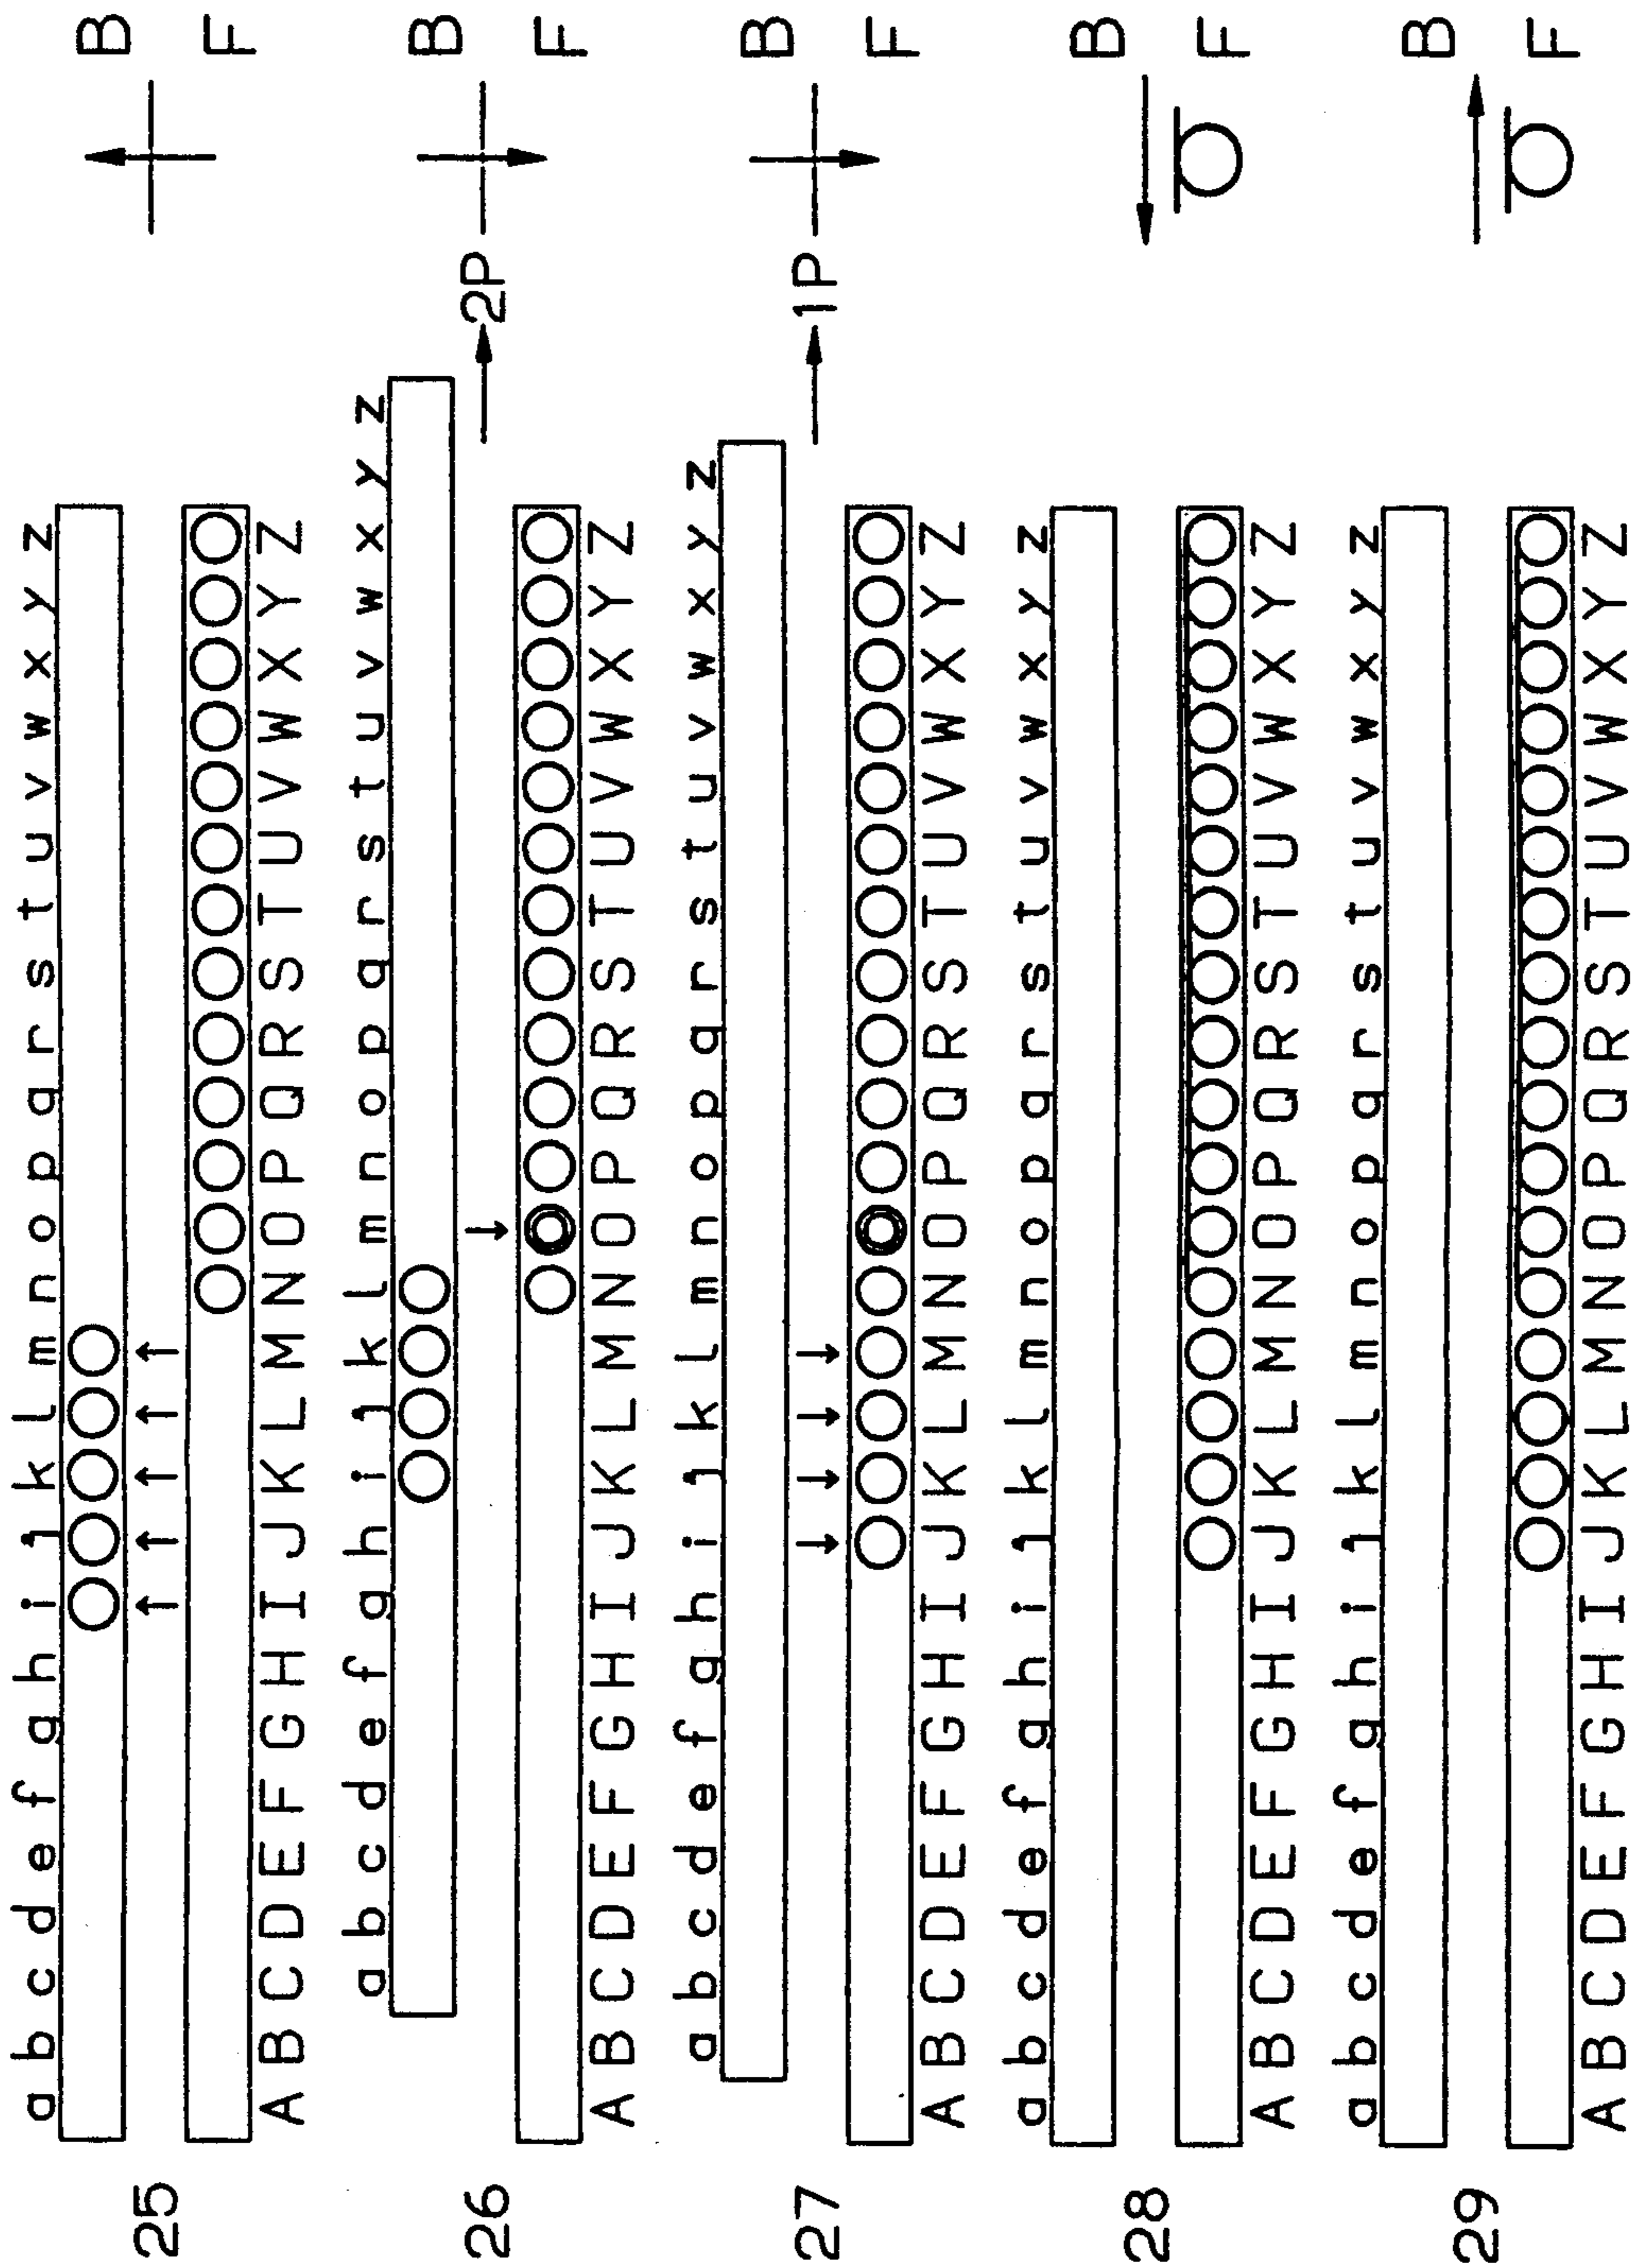 a b c d e f g h i j k l m n o p q r s t u v w x y z B
25
A B C D E F G H I J K L M N O P Q R S T U V W X Y Z F
a b c d e f g h i j k l m n o p q r s t u v w x y z B
26 2P
A B C D E F G H I J K L M N O P Q R S T U V W X Y Z F
a b c d e f g h i j k l m n o p q r s t u v w x y z B
27 1P
A B C D E F G H I J K L M N O P Q R S T U V W X Y Z F
a b c d e f g h i j k l m n o p q r s t u v w x y z B
28
A B C D E F G H I J K L M N O P Q R S T U V W X Y Z F
a b c d e f g h i j k l m n o p q r s t u v w x y z B
29
A B C D E F G H I J K L M N O P Q R S T U V W X Y Z F